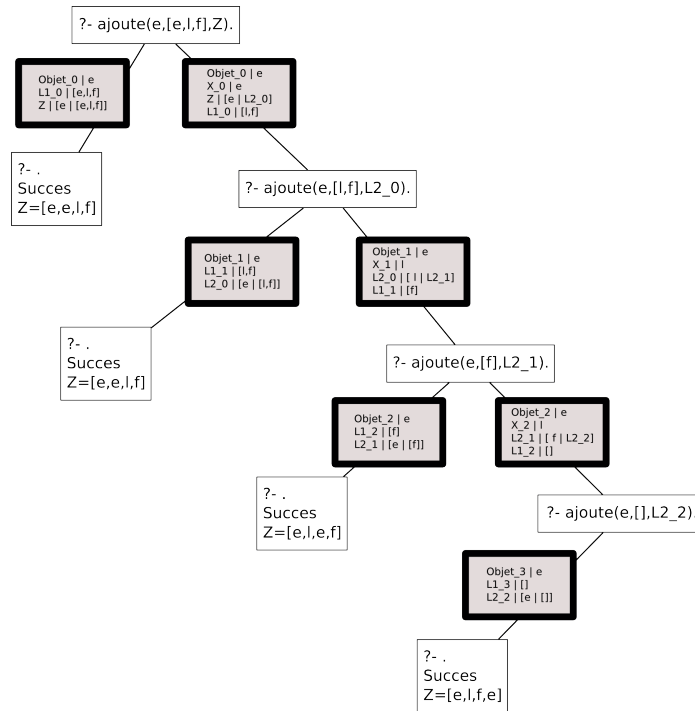 ?- ajoute(e,[e,l,f],Z).
Objet_0 | e
L1_0 | [e,l,f]
Z | [e | [e,l,f]]
Objet_0 | e
X_0 | e
Z | [e | L2_0]
L1_0 | [l,f]
?- .
Succes
Z=[e,e,l,f]
?- ajoute(e,[l,f],L2_0).
Objet_1 | e
L1_1 | [l,f]
L2_0 | [e | [l,f]]
Objet_1 | e
X_1 | l
L2_0 | [ l | L2_1]
L1_1 | [f]
?- .
Succes
Z=[e,e,l,f]
?- ajoute(e,[f],L2_1).
Objet_2 | e
L1_2 | [f]
L2_1 | [e | [f]]
Objet_2 | e
X_2 | l
L2_1 | [ f | L2_2]
L1_2 | []
?- .
Succes
Z=[e,l,e,f]
?- ajoute(e,[],L2_2).
Objet_3 | e
L1_3 | []
L2_2 | [e | []]
?- .
Succes
Z=[e,l,f,e]